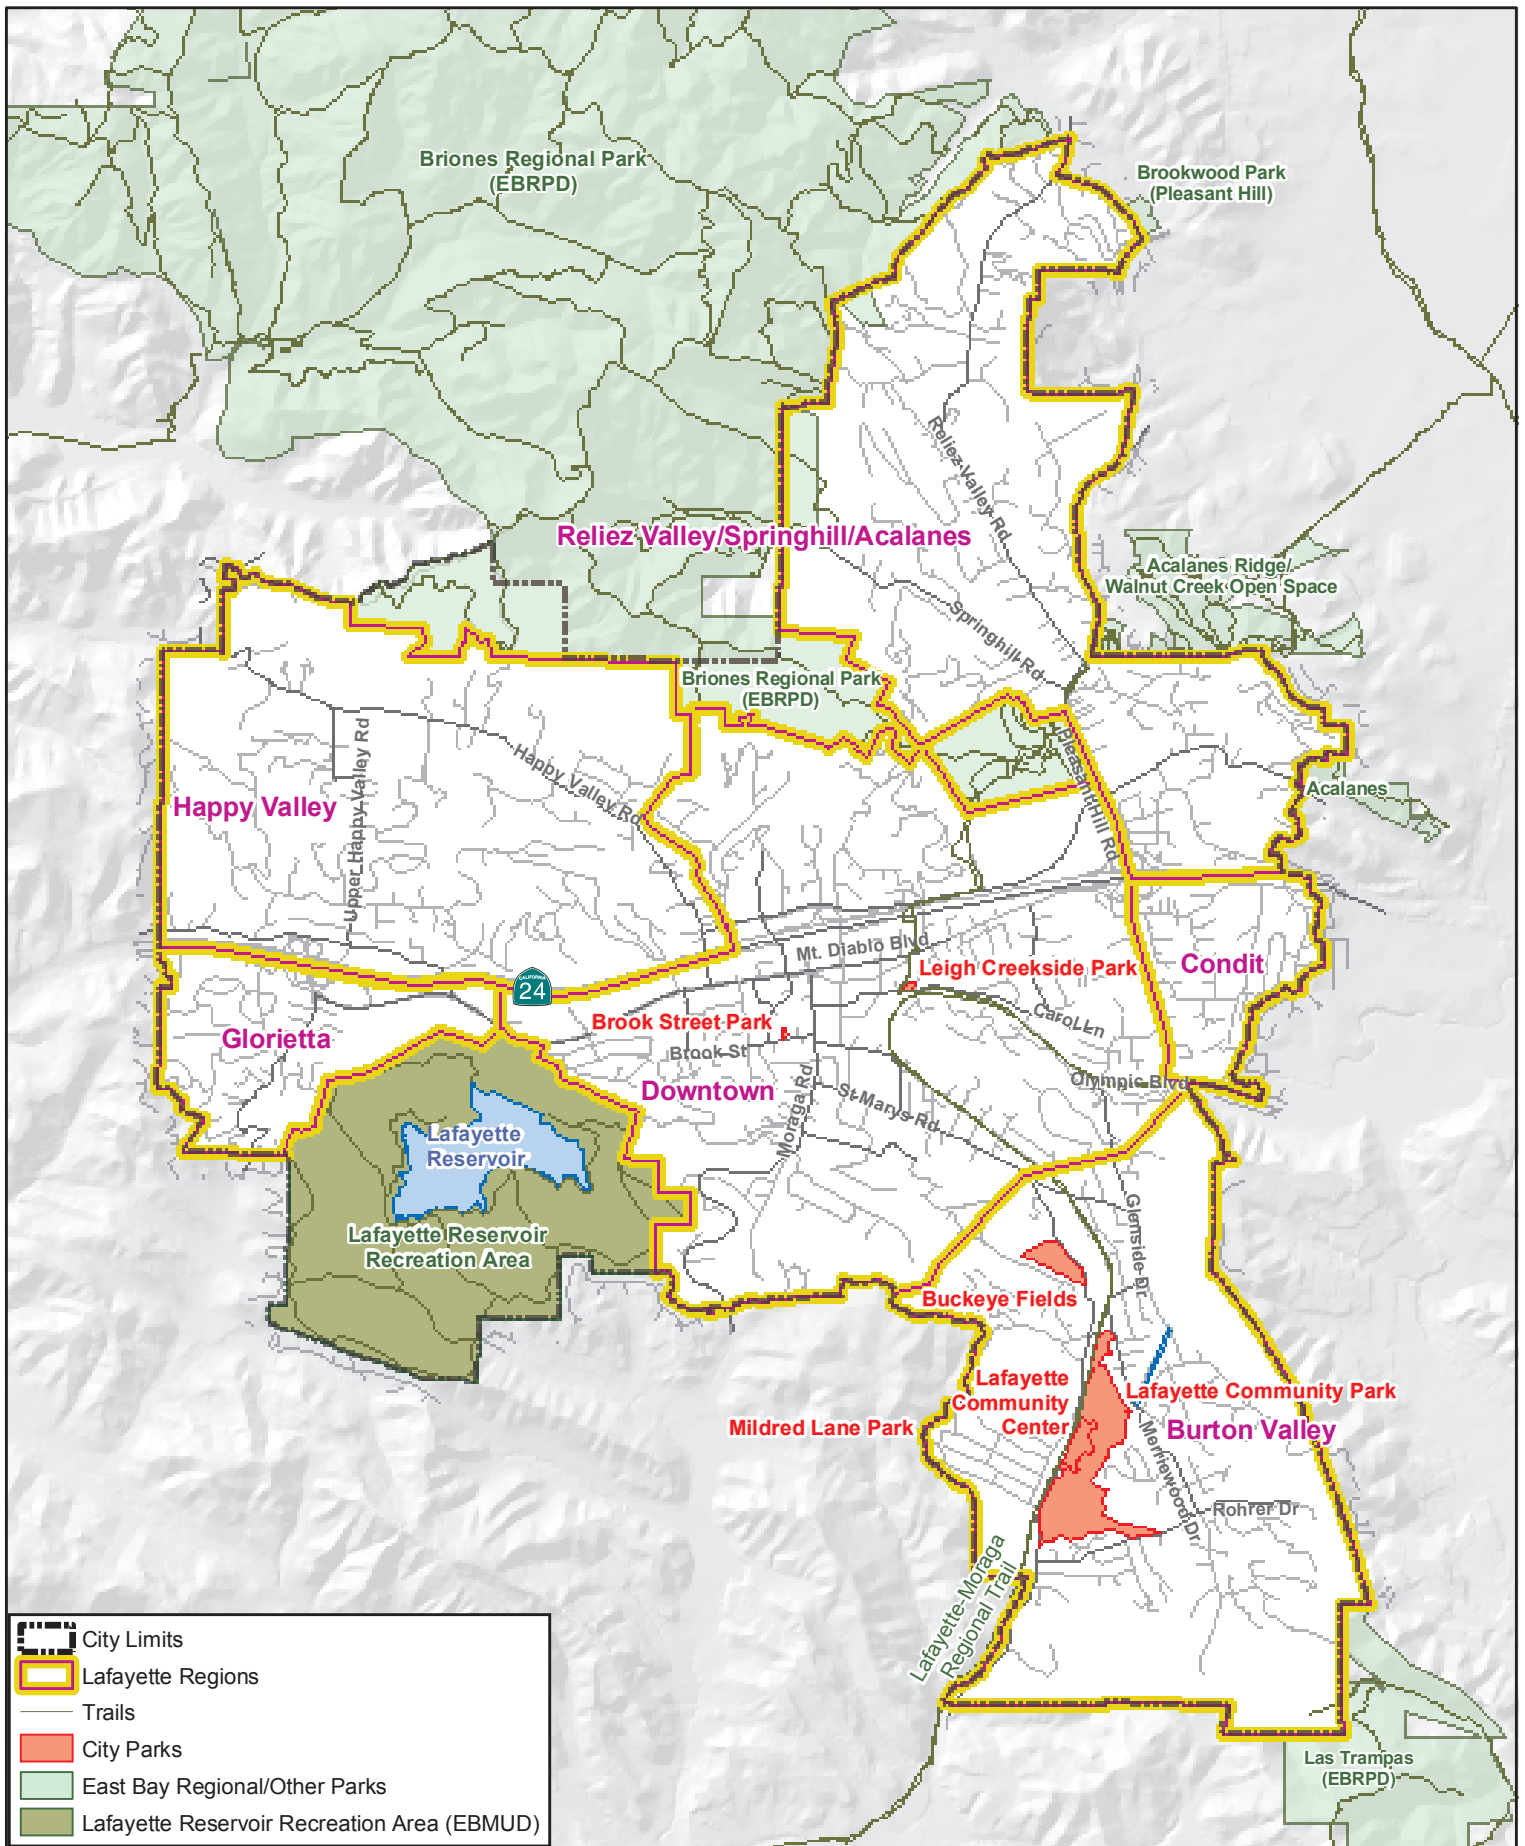 Briones Regional Park
(EBRPD)
Brookwood Park
(Pleasant Hill)
Reliez Valley Rd
Reliez Valley/Springhill/Acalanes
Acalanes Ridge/
Walnut Creek Open Space
Springhill Rd
Briones Regional Park
(EBRPD)
Upper Happy Valley Rd
Happy Valley Rd
Pleasant Hill Rd
Happy Valley
Acalanes
Mt. Diablo Blvd
Leigh Creekside Park
Condit
CALIFORNIA
24
Brook Street Park
Carol Ln
Glorietta
Brook St
Downtown
Olympic Blvd
Moraga Rd
St Marys Rd
Lafayette
Reservoir
Lafayette Reservoir
Recreation Area
Glenside Dr
Buckeye Fields
Lafayette
Community
Center
Lafayette Community Park
Mildred Lane Park
Burton Valley
Merriewood Dr
Rohrer Dr
Lafayette-Moraga
Regional Trail
Las Trampas
(EBRPD)
City Limits
Lafayette Regions
Trails
City Parks
East Bay Regional/Other Parks
Lafayette Reservoir Recreation Area (EBMUD)